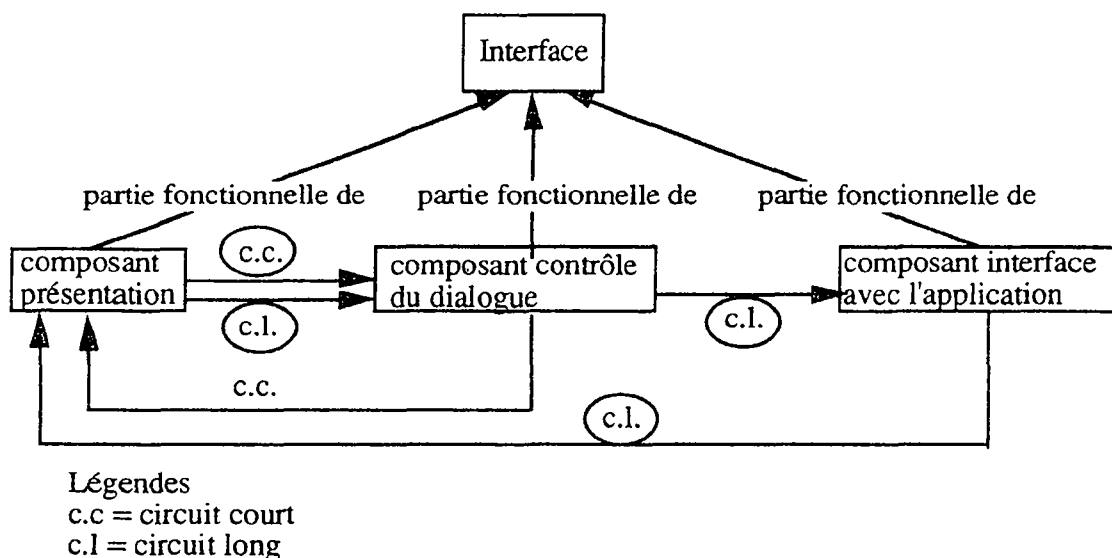 Interface
partie fonctionnelle de
partie fonctionnelle de
partie fonctionnelle de
composant
présentation
c.c.
c.l.
composant contrôle
du dialogue
c.l.
composant interface
avec l'application
c.c.
c.l.
Légendes
c.c = circuit court
c.l = circuit long